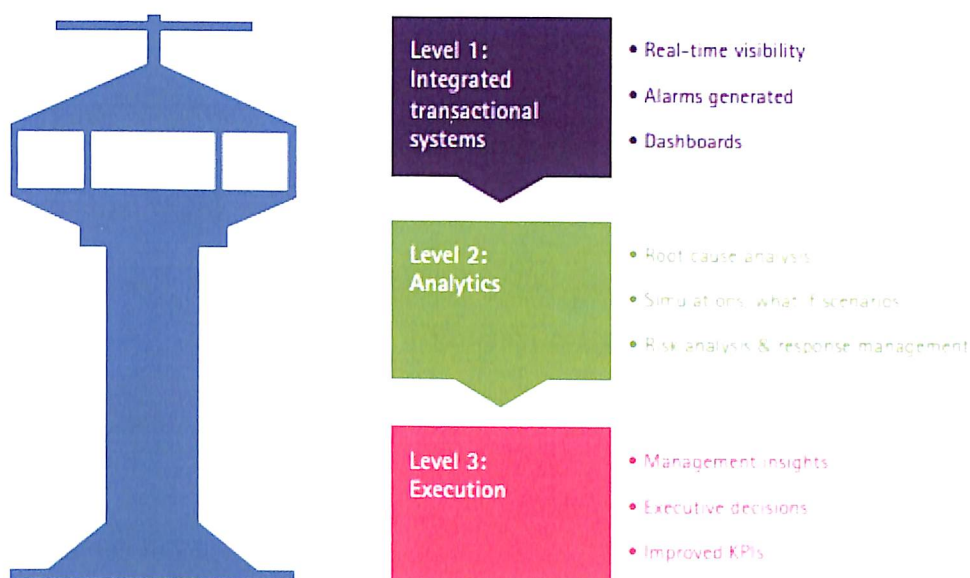 Level 1:
Integrated
transactional
systems
• Real-time visibility
• Alarms generated
• Dashboards
Level 2:
Analytics
• Root cause analysis
• Simulations, what if scenarios
• Risk analysis & response management
Level 3:
Execution
• Management insights
• Executive decisions
• Improved KPIs